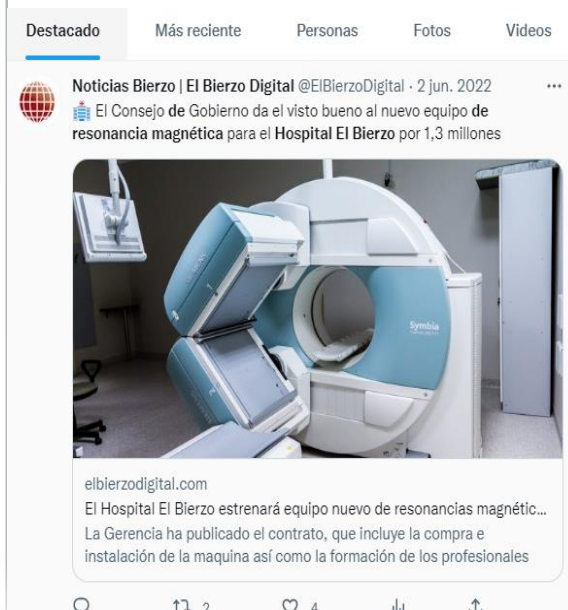 Destacado Más reciente Personas Fotos Videos
Noticias Bierzo | El Bierzo Digital @ElBierzoDigital · 2 jun. 2022 ···
🏥 El Consejo de Gobierno da el visto bueno al nuevo equipo de
resonancia magnética para el Hospital El Bierzo por 1,3 millones
Symbia
elbierzodigital.com
El Hospital El Bierzo estrenará equipo nuevo de resonancias magnétic...
La Gerencia ha publicado el contrato, que incluye la compra e
instalación de la maquina así como la formación de los profesionales
2 4